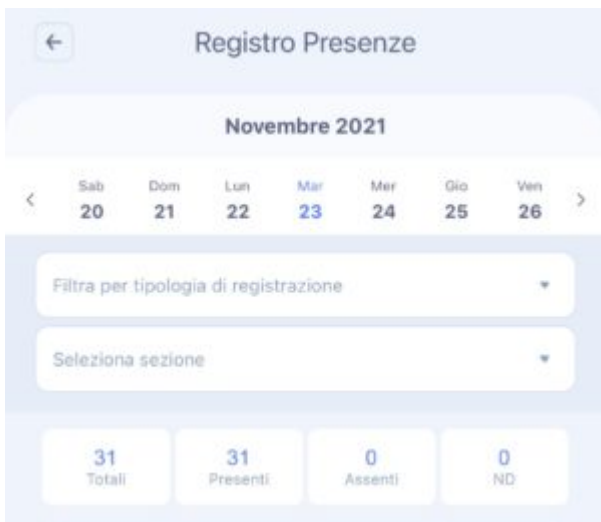 Registro Presenze
Novembre 2021
Sab Dom Lun Mar Mer Gio Ven
20 21 22 23 24 25 26
Filtra per tipologia di registrazione
Seleziona sezione
31 31 0 0
Totali Presenti Assenti ND